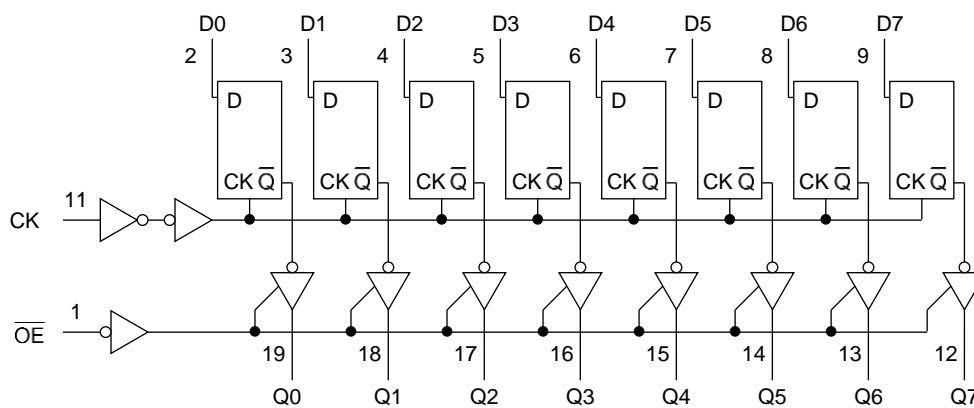 D0 D1 D2 D3 D4 D5 D6 D7
2 3 4 5 6 7 8 9
D D D D D D D D
CK Q̅ CK Q̅ CK Q̅ CK Q̅ CK Q̅ CK Q̅ CK Q̅ CK Q̅
11
CK
1
O̅E̅
19 18 17 16 15 14 13 12
Q0 Q1 Q2 Q3 Q4 Q5 Q6 Q7